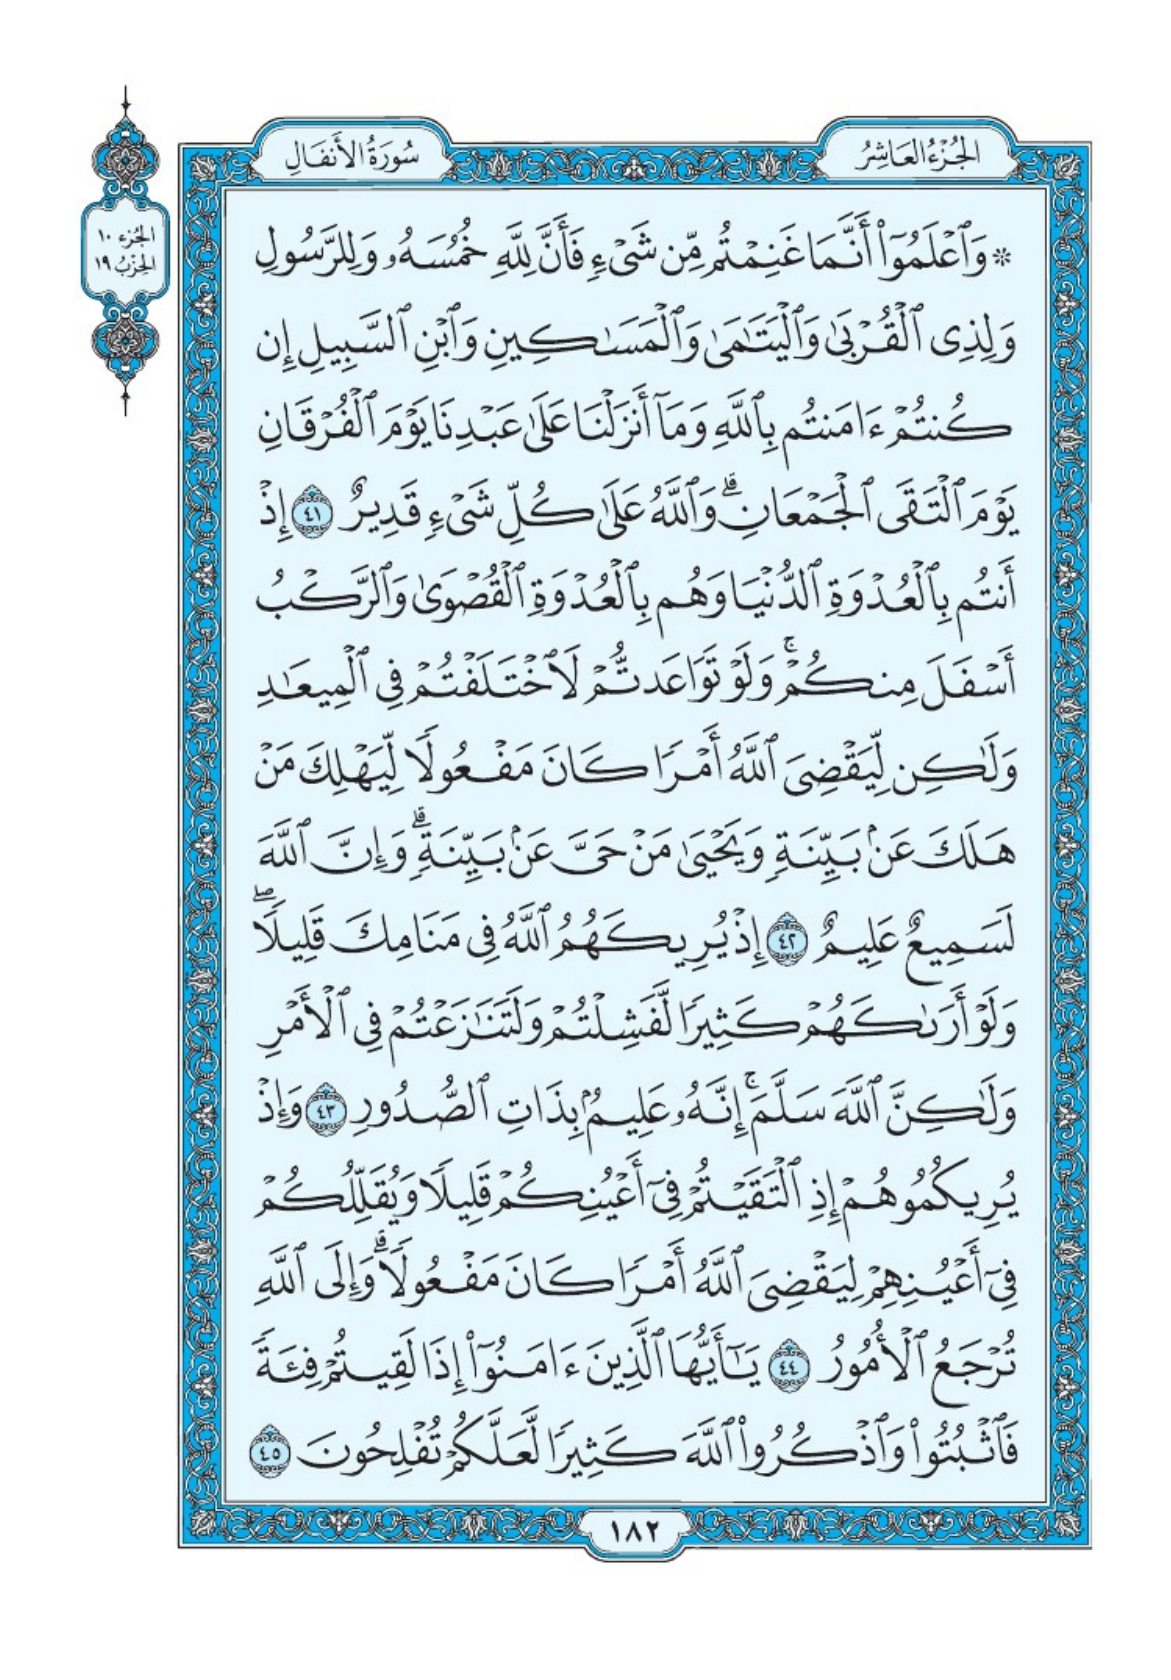 الجُزْءُ العَاشِرُ
سُورَةُ الأَنفَالِ
الجُزء ١٠
الحِزْبُ ١٩
* وَٱعۡلَمُوٓاْ أَنَّمَا غَنِمۡتُم مِّن شَيۡءٖ فَأَنَّ لِلَّهِ خُمُسَهُۥ وَلِلرَّسُولِ
وَلِذِي ٱلۡقُرۡبَىٰ وَٱلۡيَتَٰمَىٰ وَٱلۡمَسَٰكِينِ وَٱبۡنِ ٱلسَّبِيلِ إِن
كُنتُمۡ ءَامَنتُم بِٱللَّهِ وَمَآ أَنزَلۡنَا عَلَىٰ عَبۡدِنَا يَوۡمَ ٱلۡفُرۡقَانِ
يَوۡمَ ٱلۡتَقَى ٱلۡجَمۡعَانِۗ وَٱللَّهُ عَلَىٰ كُلِّ شَيۡءٖ قَدِيرٌ ٤١ إِذۡ
أَنتُم بِٱلۡعُدۡوَةِ ٱلدُّنۡيَا وَهُم بِٱلۡعُدۡوَةِ ٱلۡقُصۡوَىٰ وَٱلرَّكۡبُ
أَسۡفَلَ مِنكُمۡۚ وَلَوۡ تَوَاعَدتُّمۡ لَٱخۡتَلَفۡتُمۡ فِي ٱلۡمِيعَٰدِ
وَلَٰكِن لِّيَقۡضِيَ ٱللَّهُ أَمۡرٗا كَانَ مَفۡعُولٗا لِّيَهۡلِكَ مَنۡ
هَلَكَ عَنۢ بَيِّنَةٖ وَيَحۡيَىٰ مَنۡ حَيَّ عَنۢ بَيِّنَةٖۗ وَإِنَّ ٱللَّهَ
لَسَمِيعٌ عَلِيمٌ ٤٢ إِذۡ يُرِيكَهُمُ ٱللَّهُ فِي مَنَامِكَ قَلِيلٗاۖ
وَلَوۡ أَرَىٰكَهُمۡ كَثِيرٗا لَّفَشِلۡتُمۡ وَلَتَنَٰزَعۡتُمۡ فِي ٱلۡأَمۡرِ
وَلَٰكِنَّ ٱللَّهَ سَلَّمَۚ إِنَّهُۥ عَلِيمُۢ بِذَاتِ ٱلصُّدُورِ ٤٣ وَإِذۡ
يُرِيكُمُوهُمۡ إِذِ ٱلۡتَقَيۡتُمۡ فِيٓ أَعۡيُنِكُمۡ قَلِيلٗا وَيُقَلِّلُكُمۡ
فِيٓ أَعۡيُنِهِمۡ لِيَقۡضِيَ ٱللَّهُ أَمۡرٗا كَانَ مَفۡعُولٗاۗ وَإِلَى ٱللَّهِ
تُرۡجَعُ ٱلۡأُمُورُ ٤٤ يَٰٓأَيُّهَا ٱلَّذِينَ ءَامَنُوٓاْ إِذَا لَقِيتُمۡ فِئَةٗ
فَٱثۡبُتُواْ وَٱذۡكُرُواْ ٱللَّهَ كَثِيرٗا لَّعَلَّكُمۡ تُفۡلِحُونَ ٤٥
١٨٢